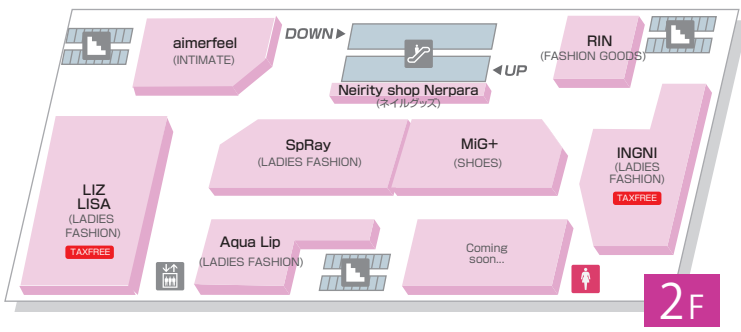 aimerfeel
(INTIMATE)
DOWN▶
◀UP
RIN
(FASHION GOODS)
Neirity shop Nerpara
(ネイルグッズ)
SpRay
(LADIES FASHION)
MiG+
(SHOES)
INGNI
(LADIES
FASHION)
TAXFREE
LIZ
LISA
(LADIES
FASHION)
TAXFREE
Aqua Lip
(LADIES FASHION)
Coming
soon...
2F